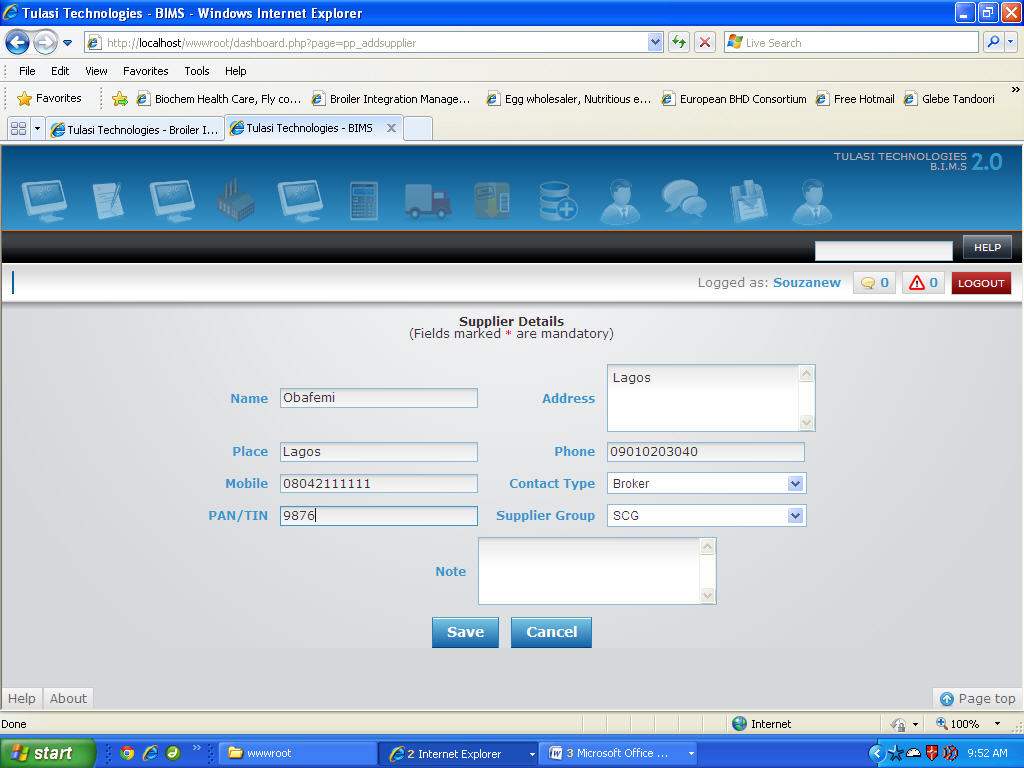 Tulasi Technologies - BIMS - Windows Internet Explorer
http://localhost/wwwroot/dashboard.php?page=pp_addsupplier
Live Search
File Edit View Favorites Tools Help
Favorites Biochem Health Care, Fly co... Broiler Integration Manage... Egg wholesaler, Nutritious e... European BHD Consortium Free Hotmail Glebe Tandoori
Tulasi Technologies - Broiler I... Tulasi Technologies - BIMS
TULASI TECHNOLOGIES 2.0
B.I.M.S
HELP
Logged as: Souzanew 0 0 LOGOUT
Supplier Details
(Fields marked * are mandatory)
Name Obafemi Address Lagos
Place Lagos Phone 09010203040
Mobile 08042111111 Contact Type Broker
PAN/TIN 9876 Supplier Group SCG
Note
Save Cancel
Help About Page top
Done Internet 100%
start wwwroot 2 Internet Explorer 3 Microsoft Office ... 9:52 AM